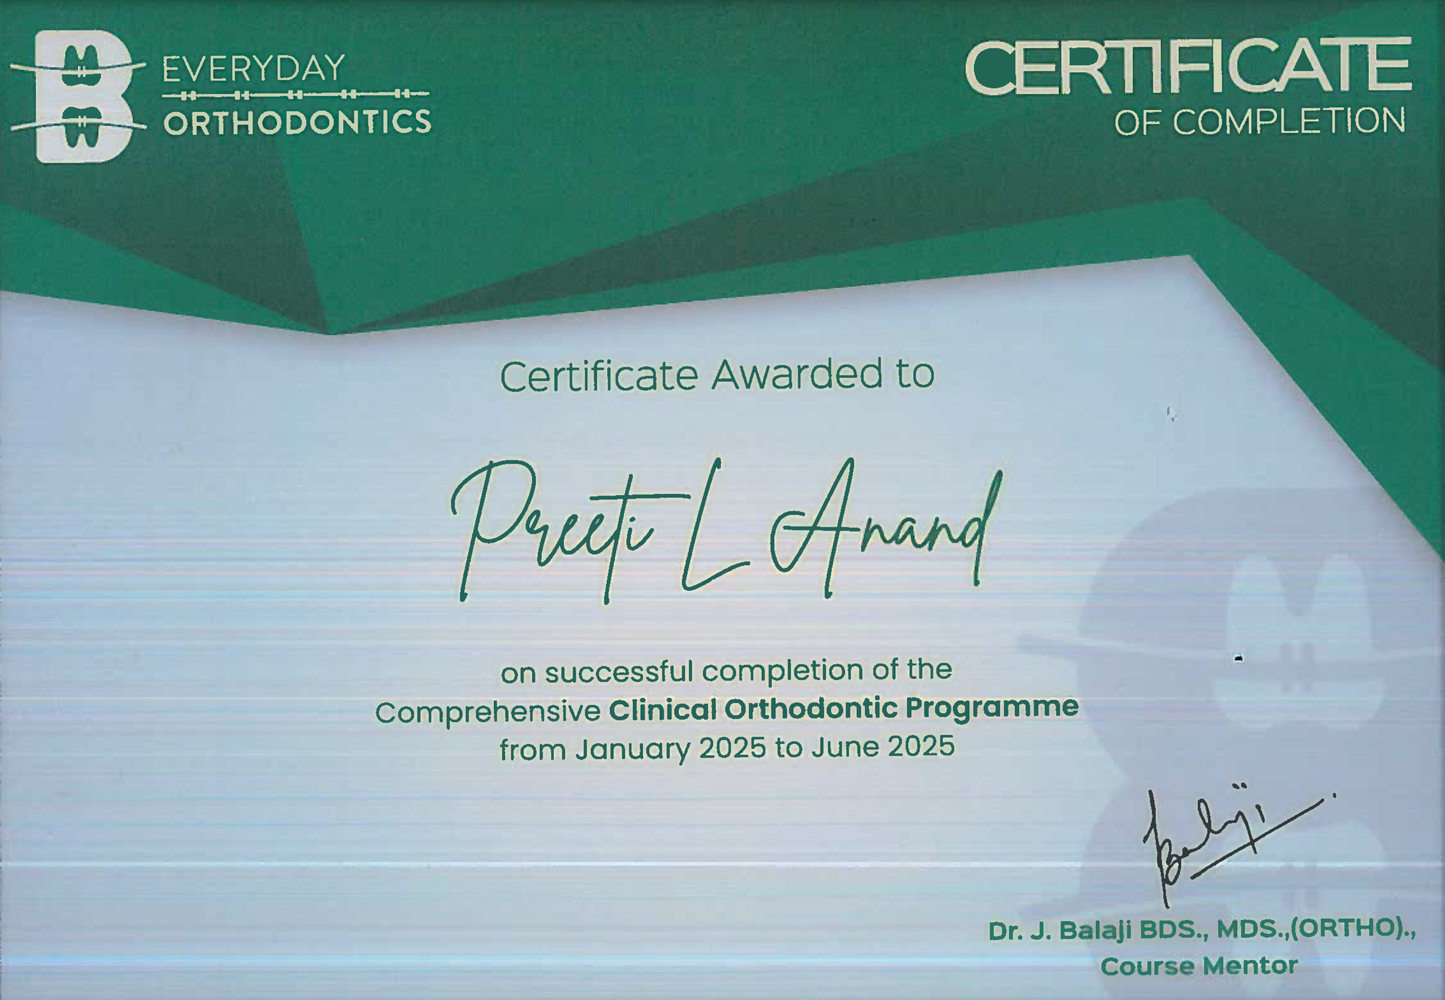 EVERYDAY
ORTHODONTICS
CERTIFICATE
OF COMPLETION
Certificate Awarded to
Preeti L Anand
on successful completion of the
Comprehensive Clinical Orthodontic Programme
from January 2025 to June 2025
Balaji
Dr. J. Balaji BDS., MDS.,(ORTHO).,
Course Mentor